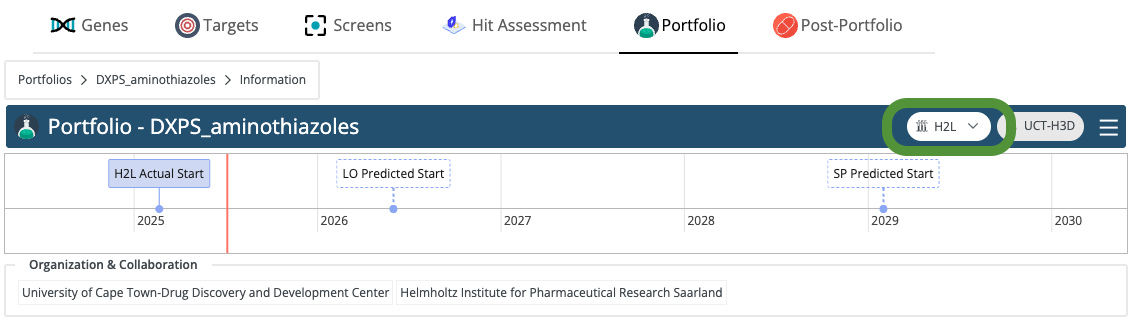 Genes Targets Screens Hit Assessment Portfolio Post-Portfolio
Portfolios > DXPS_aminothiazoles > Information
Portfolio - DXPS_aminothiazoles H2L UCT-H3D
H2L Actual Start LO Predicted Start SP Predicted Start
2025 2026 2027 2028 2029 2030
Organization & Collaboration
University of Cape Town-Drug Discovery and Development Center Helmholtz Institute for Pharmaceutical Research Saarland